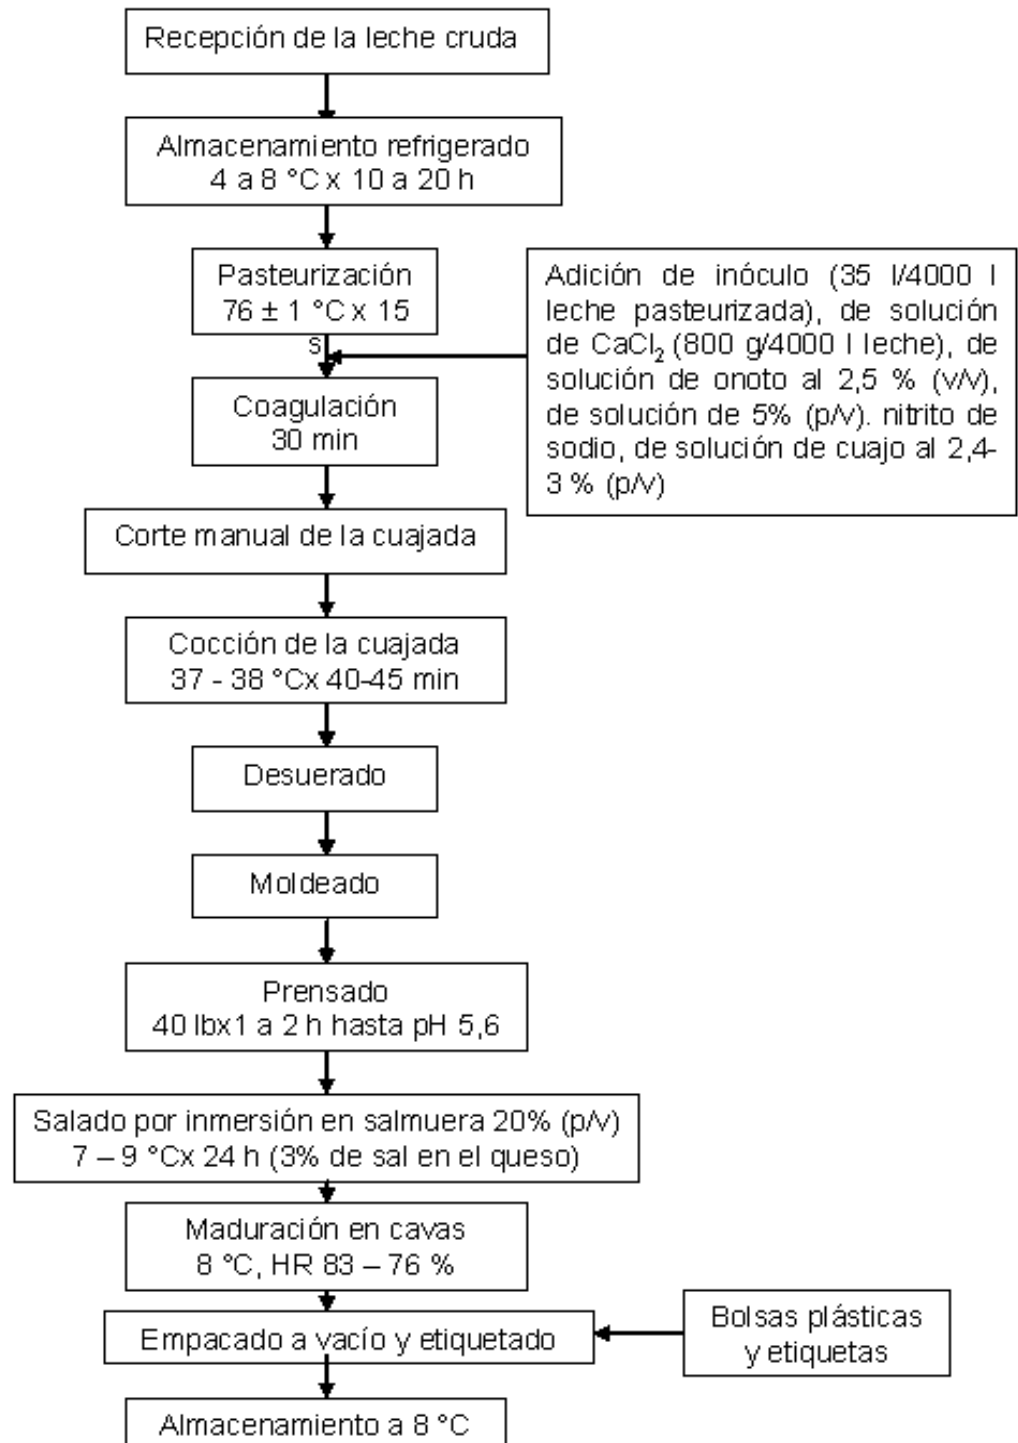 Recepción de la leche cruda
Almacenamiento refrigerado
4 a 8 °C x 10 a 20 h
Pasteurización
76 ± 1 °C x 15
s
Adición de inóculo (35 l/4000 l
leche pasteurizada), de solución
de CaCl₂ (800 g/4000 l leche), de
solución de onoto al 2,5 % (v/v),
de solución de 5% (p/v). nitrito de
sodio, de solución de cuajo al 2,4-
3 % (p/v)
Coagulación
30 min
Corte manual de la cuajada
Cocción de la cuajada
37 - 38 °Cx 40-45 min
Desuerado
Moldeado
Prensado
40 lbx1 a 2 h hasta pH 5,6
Salado por inmersión en salmuera 20% (p/v)
7 – 9 °Cx 24 h (3% de sal en el queso)
Maduración en cavas
8 °C, HR 83 – 76 %
Empacado a vacío y etiquetado
Bolsas plásticas
y etiquetas
Almacenamiento a 8 °C